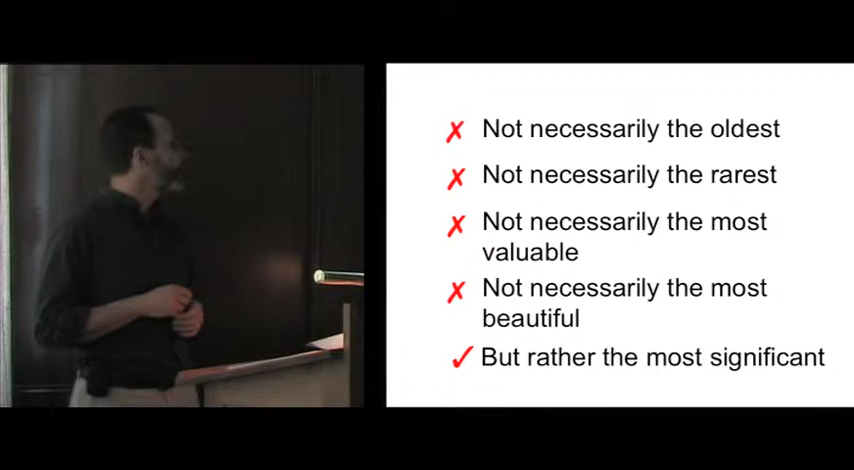 ✗ Not necessarily the oldest
✗ Not necessarily the rarest
✗ Not necessarily the most
valuable
✗ Not necessarily the most
beautiful
✓ But rather the most significant